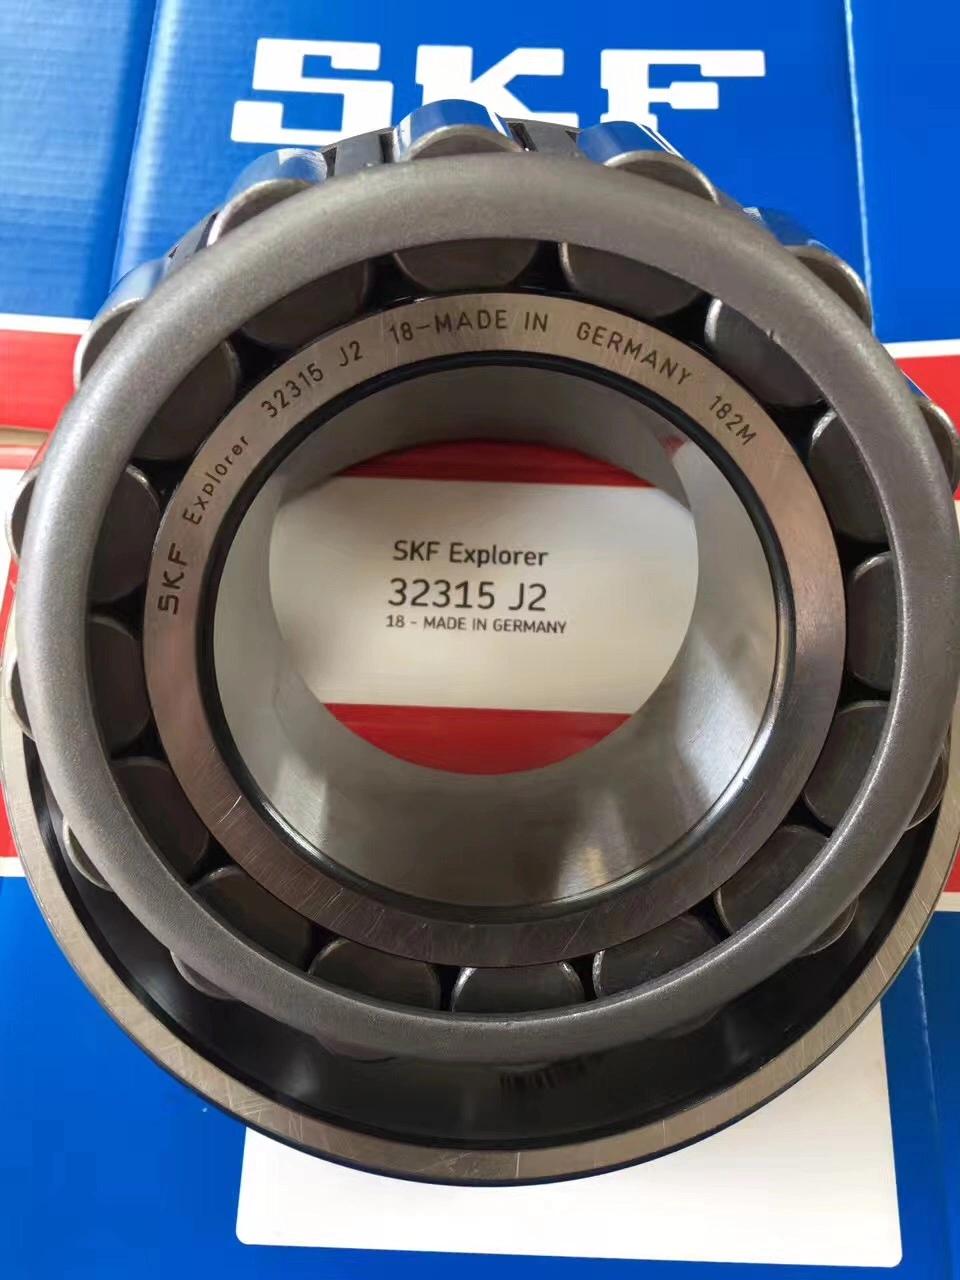 SKF
SKF Explorer 32315 J2 18-MADE IN GERMANY 182M
SKF Explorer
32315 J2
18 - MADE IN GERMANY